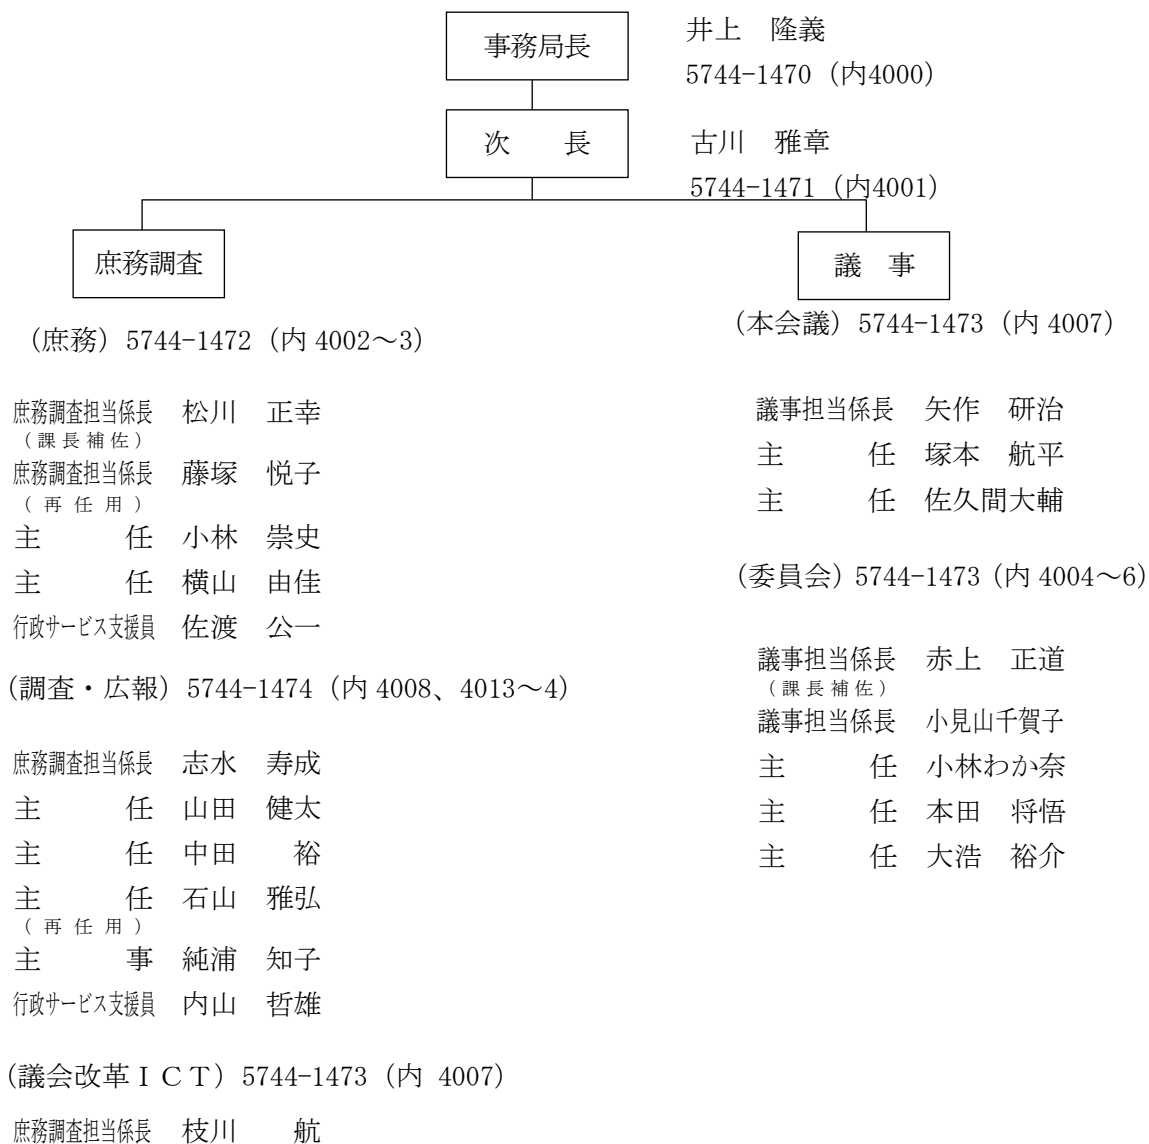 事務局長
井上　隆義
5744-1470（内4000）
次　　長
古川　雅章
5744-1471（内4001）
庶務調査
（庶務）5744-1472（内 4002～3）
庶務調査担当係長　松川　正幸
（課長補佐）
庶務調査担当係長　藤塚　悦子
（再任用）
主　　　任　小林　崇史
主　　　任　横山　由佳
行政サービス支援員　佐渡　公一
（調査・広報）5744-1474（内 4008、4013～4）
庶務調査担当係長　志水　寿成
主　　　任　山田　健太
主　　　任　中田　　裕
主　　　任　石山　雅弘
（再任用）
主　　　事　純浦　知子
行政サービス支援員　内山　哲雄
（議会改革ＩＣＴ）5744-1473（内 4007）
庶務調査担当係長　枝川　　航
議　事
（本会議）5744-1473（内 4007）
議事担当係長　矢作　研治
主　　　任　塚本　航平
主　　　任　佐久間大輔
（委員会）5744-1473（内 4004～6）
議事担当係長　赤上　正道
（課長補佐）
議事担当係長　小見山千賀子
主　　　任　小林わか奈
主　　　任　本田　将悟
主　　　任　大浩　裕介